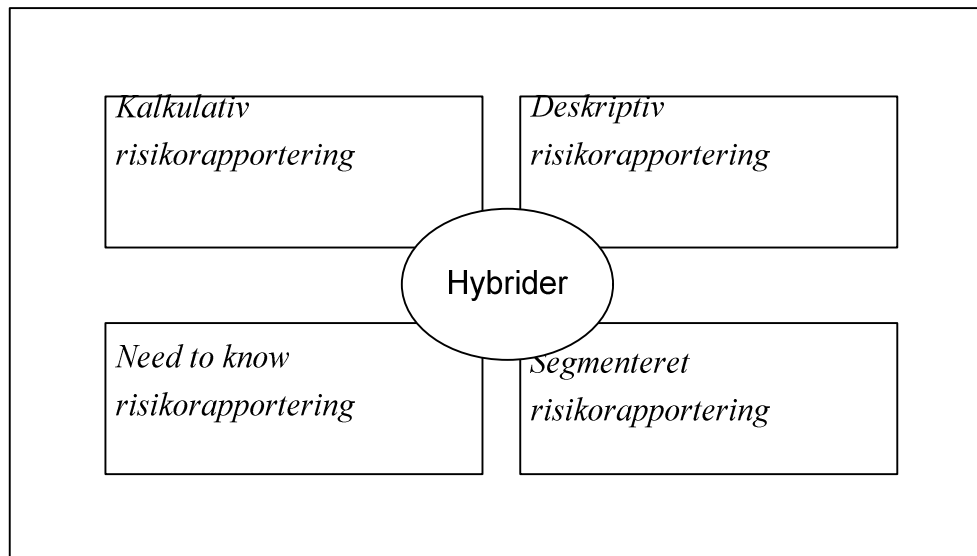 Kalkulativ
risikorapportering
Deskriptiv
risikorapportering
Hybrider
Need to know
risikorapportering
Segmenteret
risikorapportering